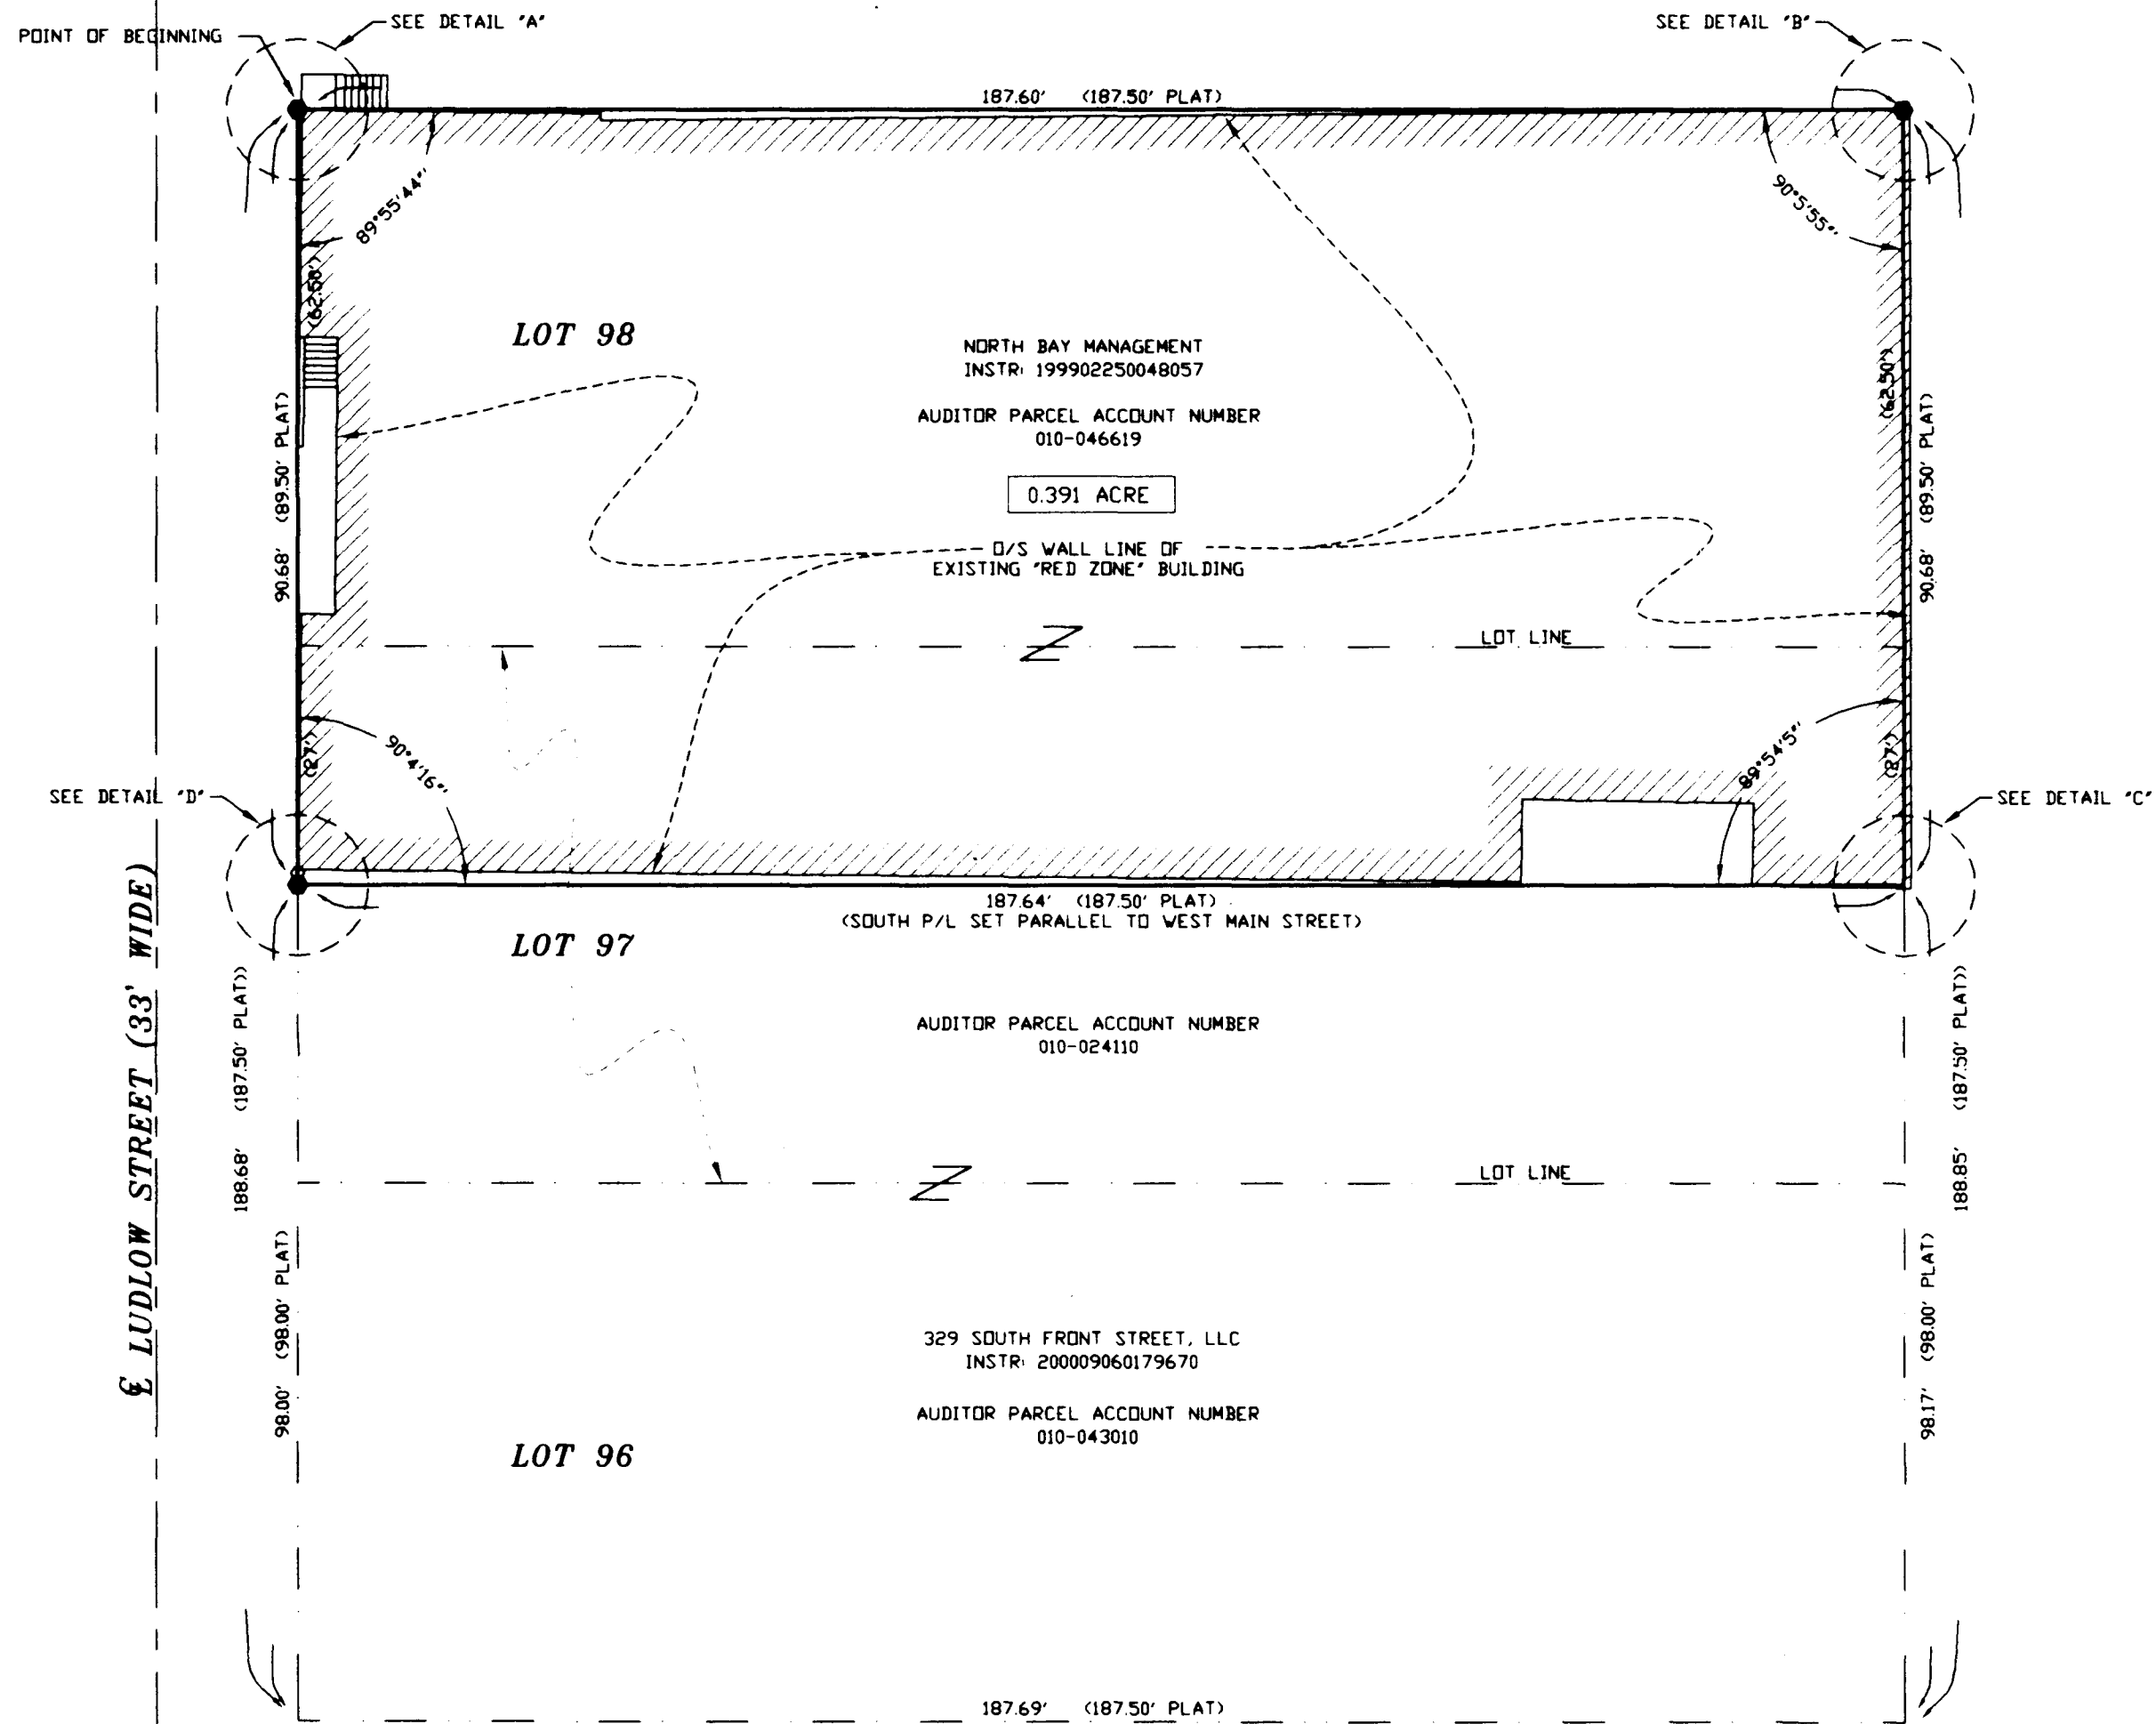 SEE DETAIL "A"
SEE DETAIL "B"
POINT OF BEGINNING
187.60' (187.50' PLAT)
89°55'44"
90°5'55"
(62.50')
LOT 98
NORTH BAY MANAGEMENT
INSTR: 199902250048057
(62.50')
AUDITOR PARCEL ACCOUNT NUMBER
010-046619
90.68' (89.50' PLAT)
90.68' (89.50' PLAT)
0.391 ACRE
O/S WALL LINE OF
EXISTING "RED ZONE" BUILDING
LOT LINE
(27')
90°4'16"
89°54'5"
(27')
SEE DETAIL "D"
SEE DETAIL "C"
187.64' (187.50' PLAT)
(SOUTH P/L SET PARALLEL TO WEST MAIN STREET)
LOT 97
℄ LUDLOW STREET (33' WIDE)
188.68' (187.50' PLAT))
188.85' (187.50' PLAT))
AUDITOR PARCEL ACCOUNT NUMBER
010-024110
LOT LINE
98.00' (98.00' PLAT)
98.17' (98.00' PLAT)
329 SOUTH FRONT STREET, LLC
INSTR: 200009060179670
AUDITOR PARCEL ACCOUNT NUMBER
010-043010
LOT 96
187.69' (187.50' PLAT)